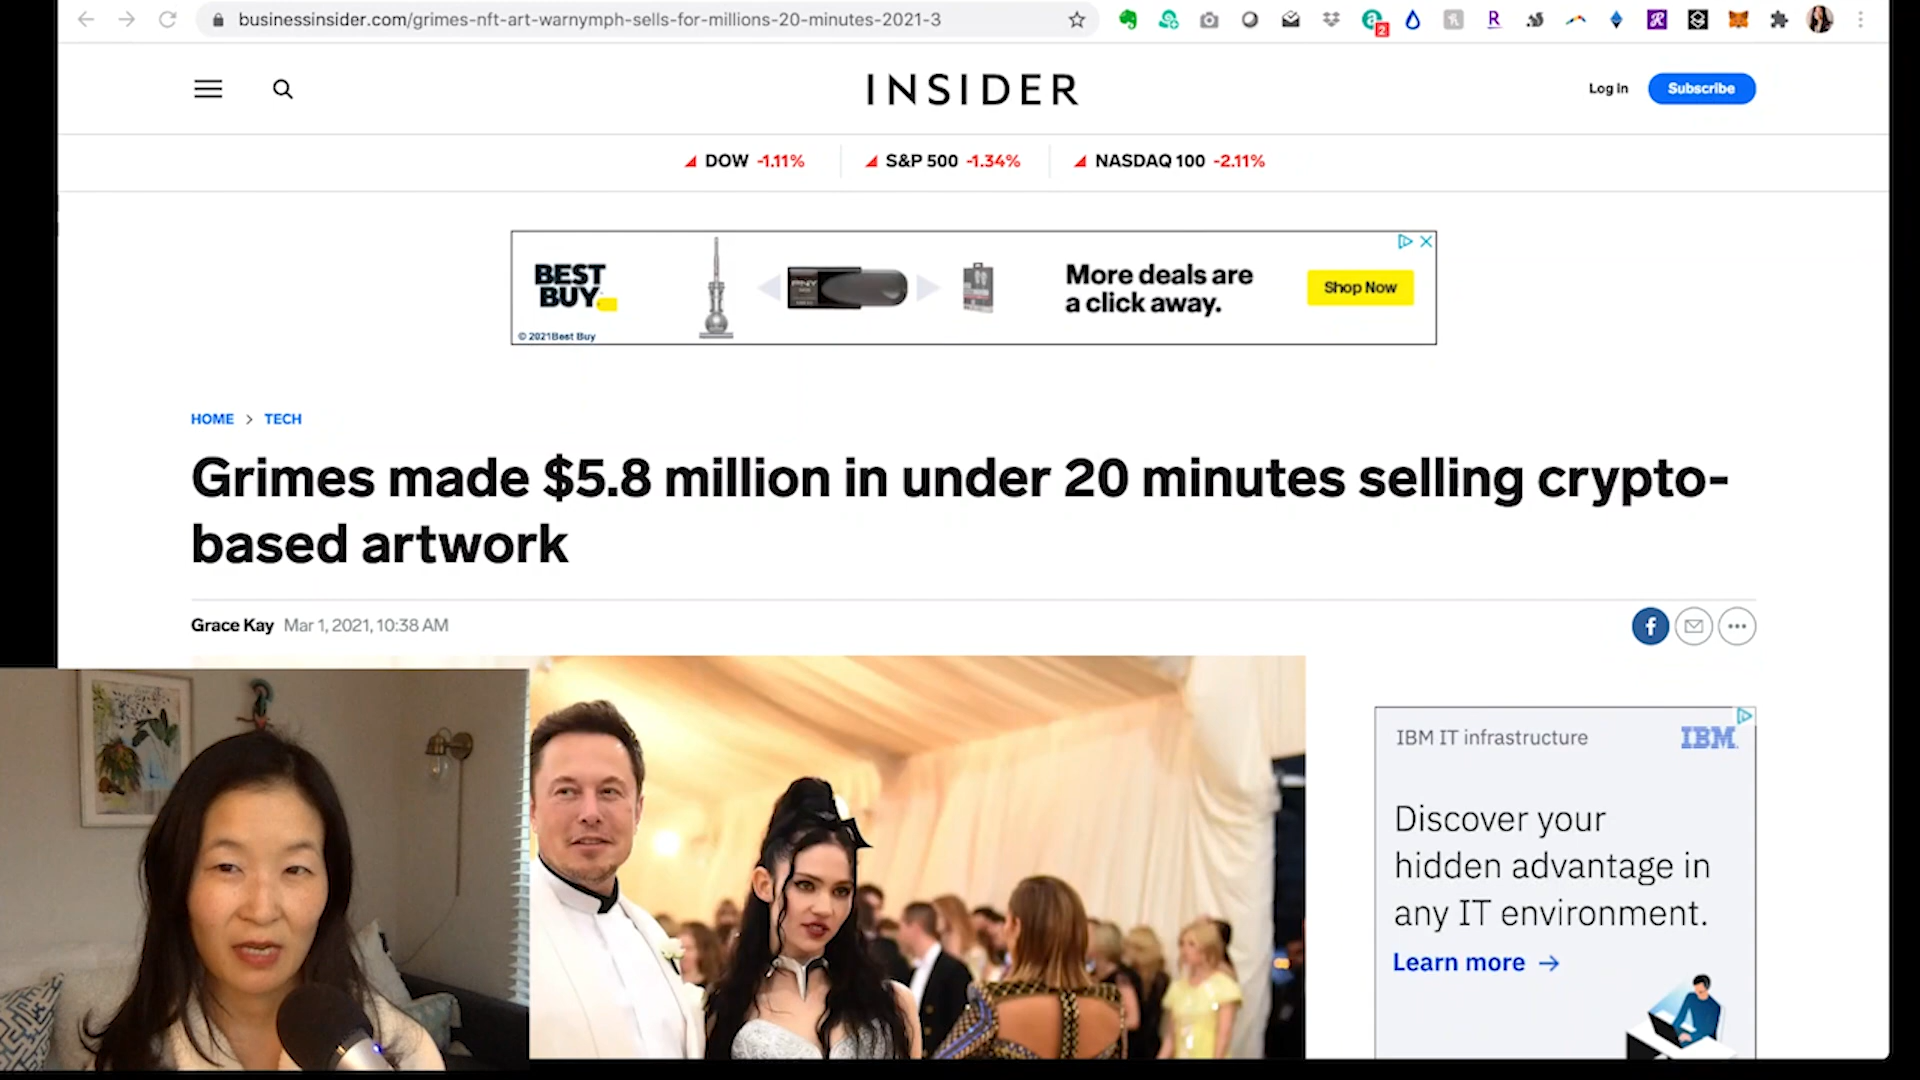 businessinsider.com/grimes-nft-art-warnymph-sells-for-millions-20-minutes-2021-3
2
INSIDER
Log In
Subscribe
DOW -1.11%
S&P 500 -1.34%
NASDAQ 100 -2.11%
BEST
BUY
PNY
More deals are
a click away.
Shop Now
© 2021 Best Buy
HOME > TECH
Grimes made $5.8 million in under 20 minutes selling crypto-
based artwork
Grace Kay Mar 1, 2021, 10:38 AM
IBM IT infrastructure
IBM
Discover your
hidden advantage in
any IT environment.
Learn more →